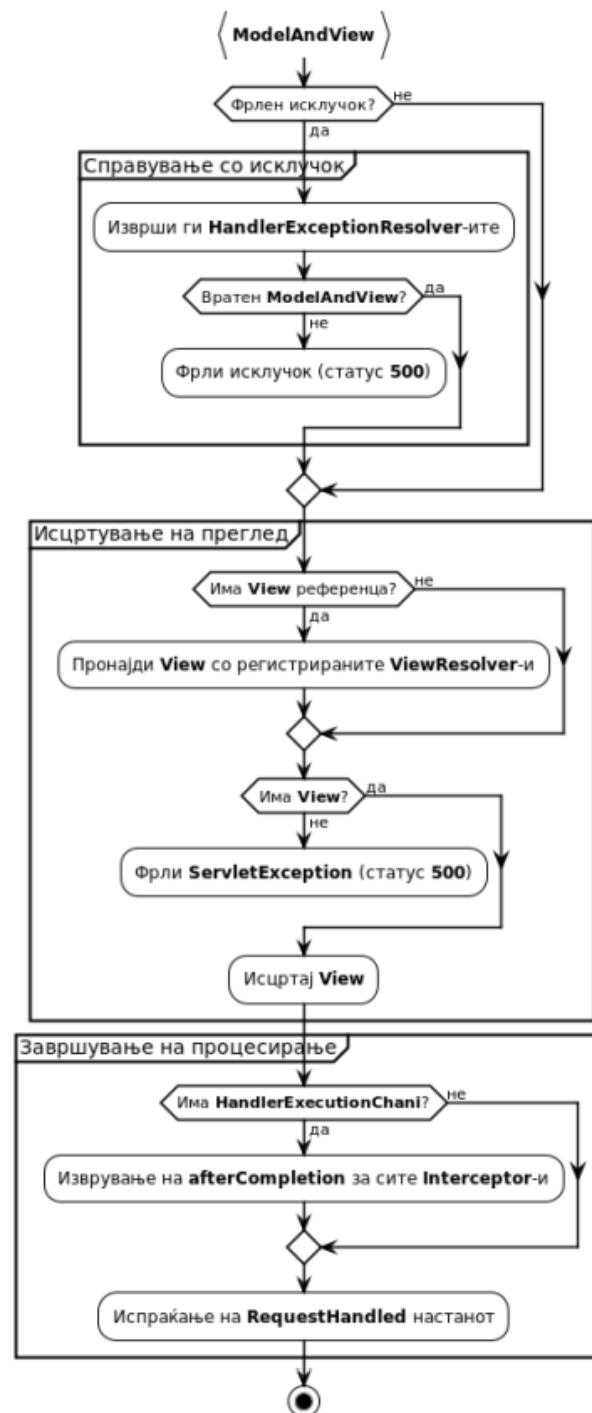 ModelAndView
Фрлен исклучок?
не
да
Справување со исклучок
Изврши ги HandlerExceptionResolver-ите
Вратен ModelAndView?
да
не
Фрли исклучок (статус 500)
Исцртување на преглед
Има View референца?
не
да
Пронајди View со регистрираните ViewResolver-и
Има View?
да
не
Фрли ServletException (статус 500)
Исцртај View
Завршување на процесирање
Има HandlerExecutionChani?
не
да
Изврување на afterCompletion за сите Interceptor-и
Испраќање на RequestHandled настанот